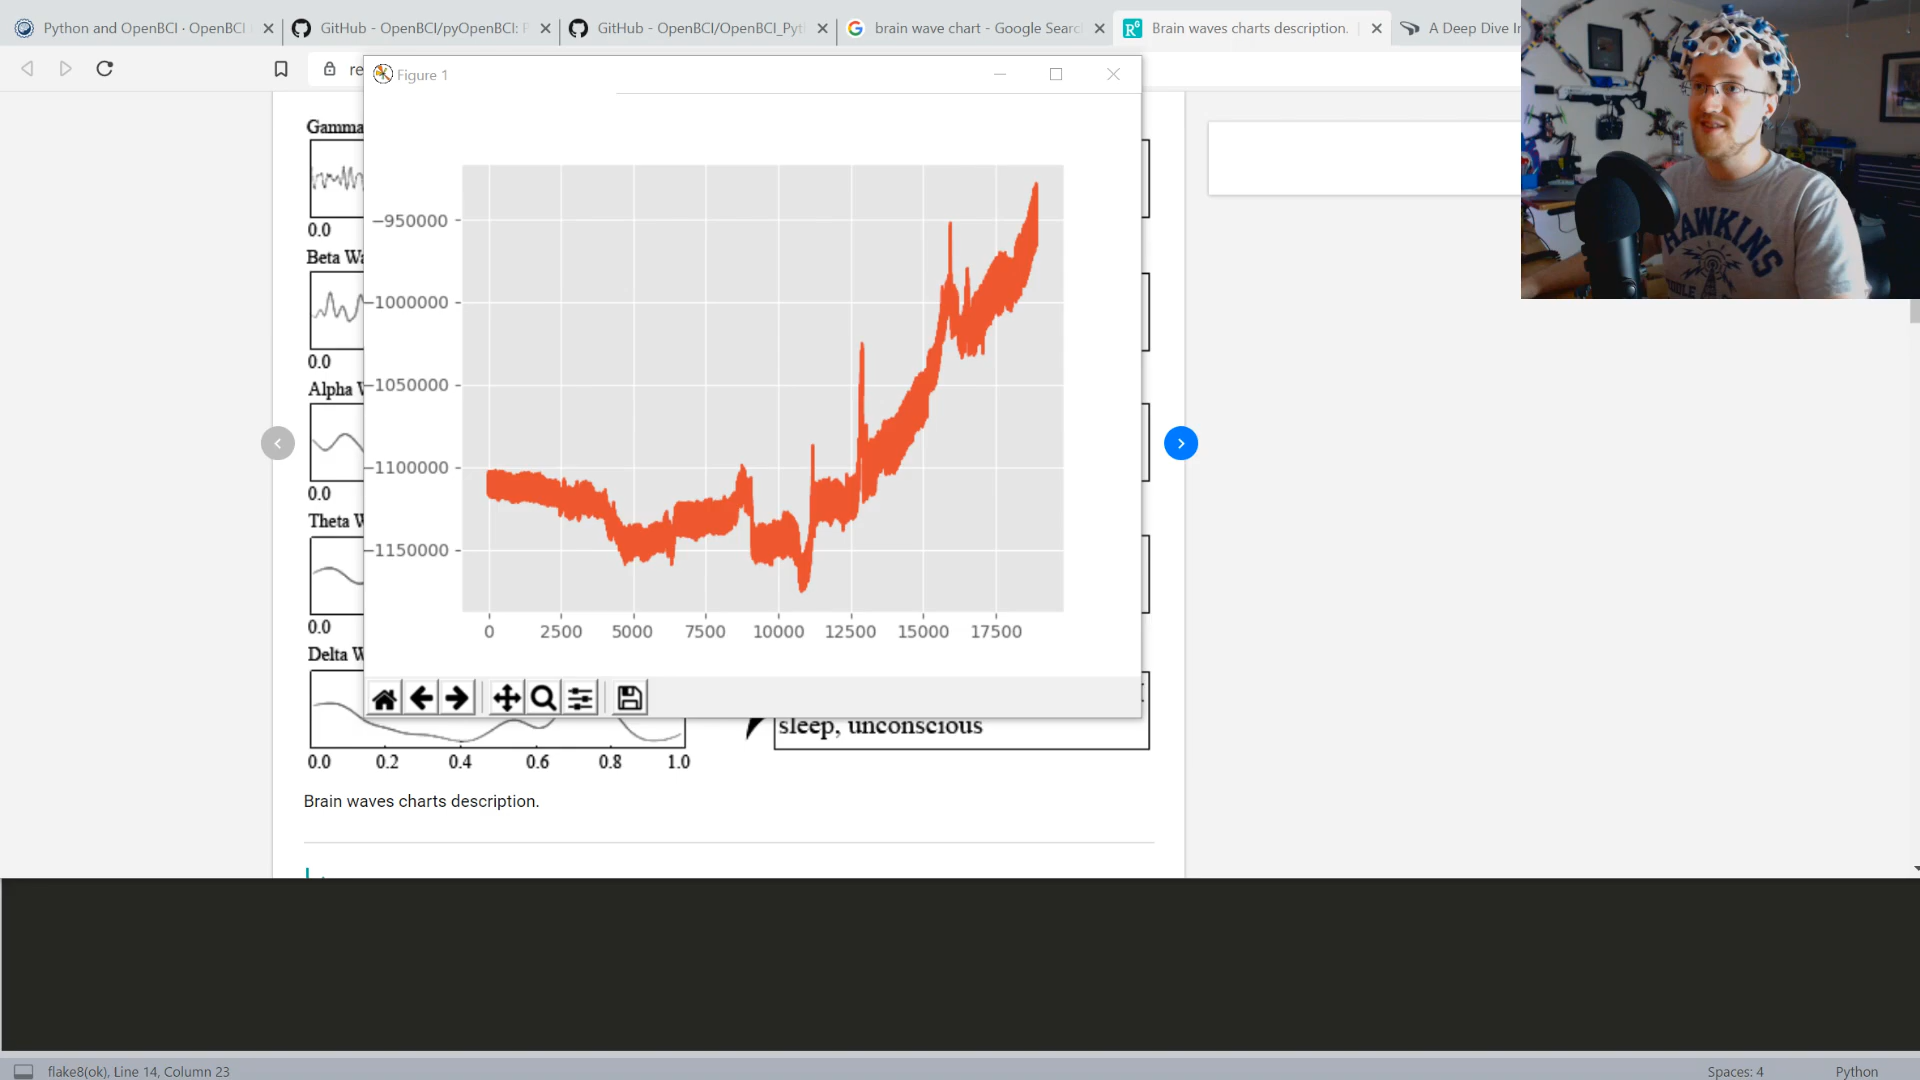 Python and OpenBCI · OpenBCI
GitHub - OpenBCI/pyOpenBCI:
GitHub - OpenBCI/OpenBCI_Pyt
brain wave chart - Google Searc
Brain waves charts description.
A Deep Dive In
re
Figure 1
Gamma
0.0
Beta Wa
0.0
Alpha
0.0
Theta
0.0
Delta
−950000
−1000000
−1050000
−1100000
−1150000
0 2500 5000 7500 10000 12500 15000 17500
sleep, unconscious
0.0 0.2 0.4 0.6 0.8 1.0
Brain waves charts description.
HAWKINS
flake8(ok), Line 14, Column 23
Spaces: 4
Python